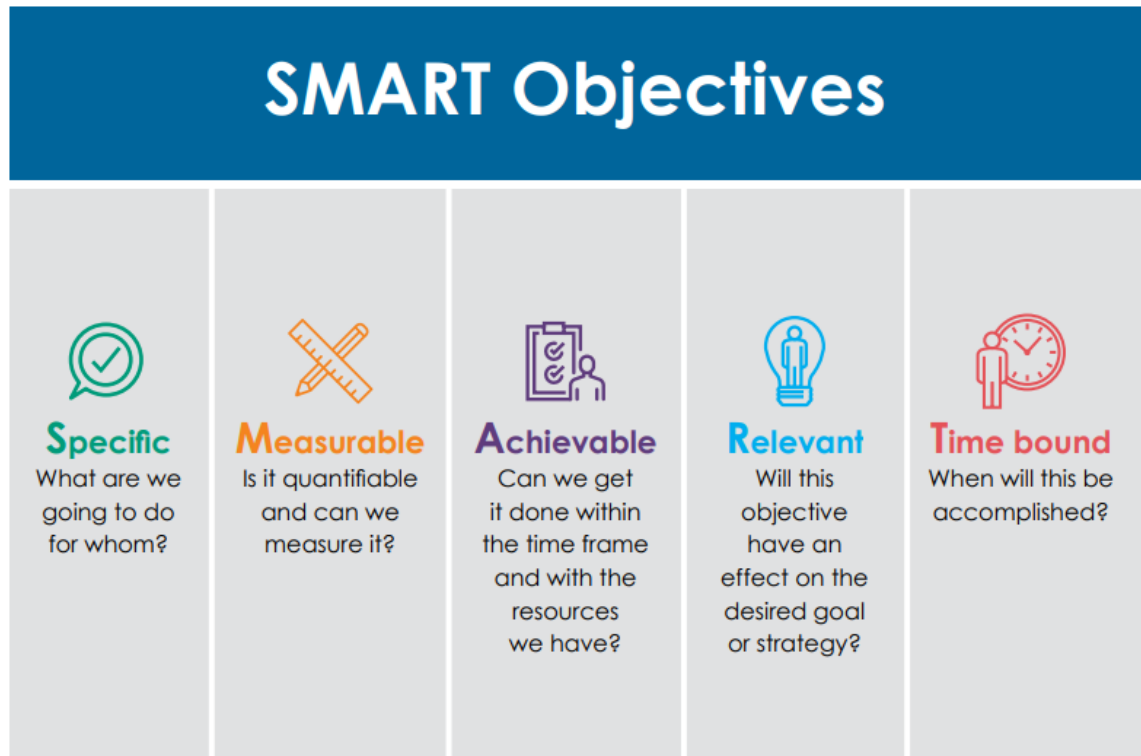 SMART Objectives
Specific
What are we
going to do
for whom?
Measurable
Is it quantifiable
and can we
measure it?
Achievable
Can we get
it done within
the time frame
and with the
resources
we have?
Relevant
Will this
objective
have an
effect on the
desired goal
or strategy?
Time bound
When will this be
accomplished?